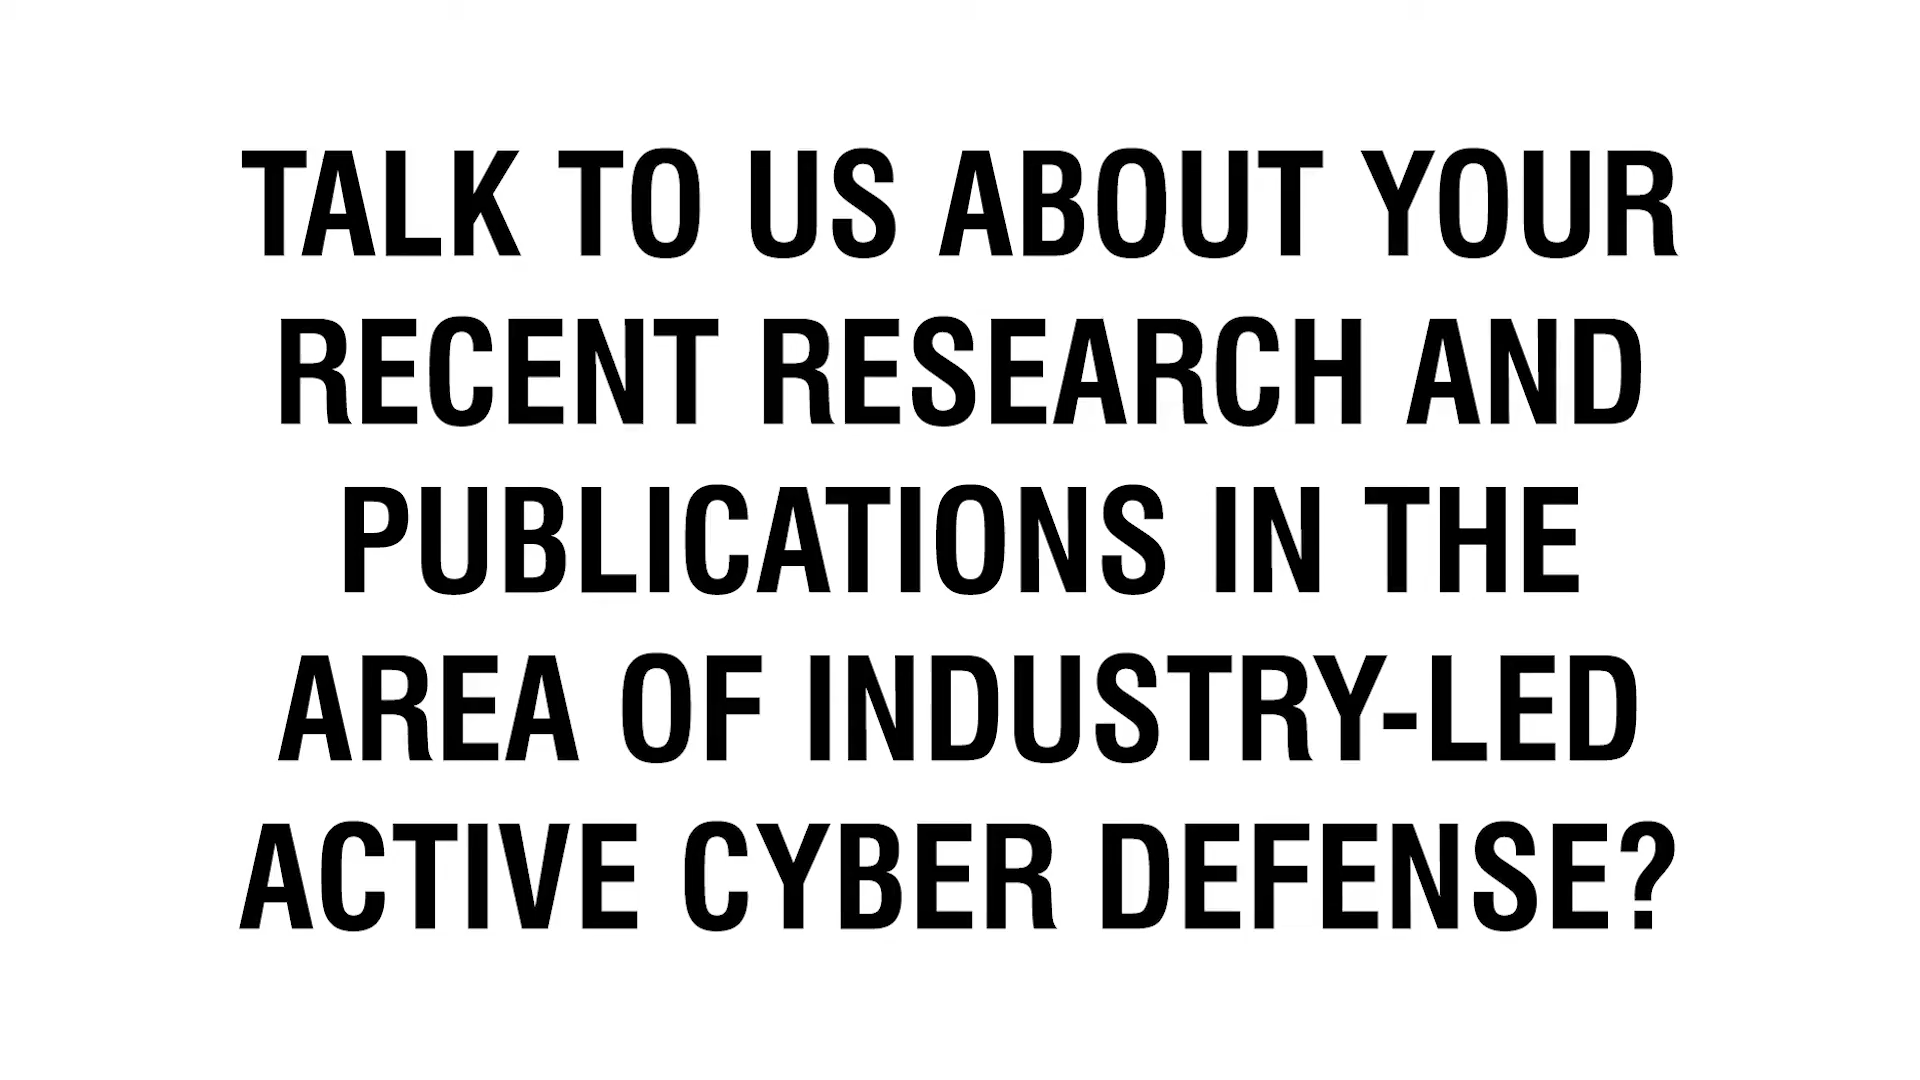 TALK TO US ABOUT YOUR
RECENT RESEARCH AND
PUBLICATIONS IN THE
AREA OF INDUSTRY-LED
ACTIVE CYBER DEFENSE?